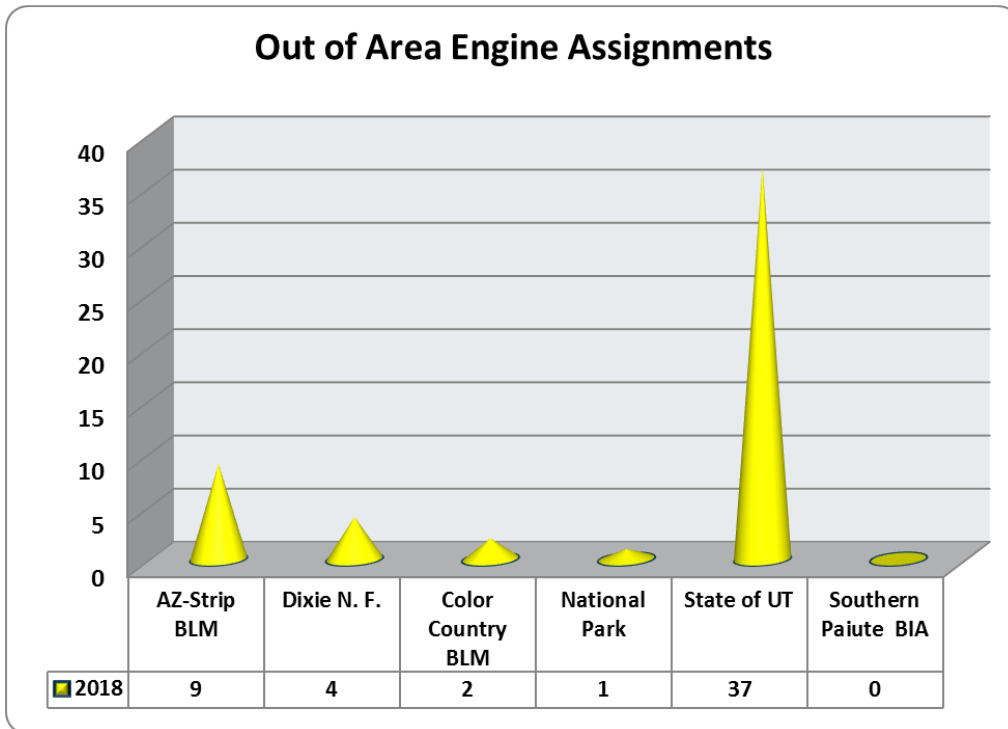 Out of Area Engine Assignments
40
35
30
25
20
15
10
5
0
AZ-Strip
BLM
Dixie N. F.
Color
Country
BLM
National
Park
State of UT
Southern
Paiute BIA
2018 9 4 2 1 37 0